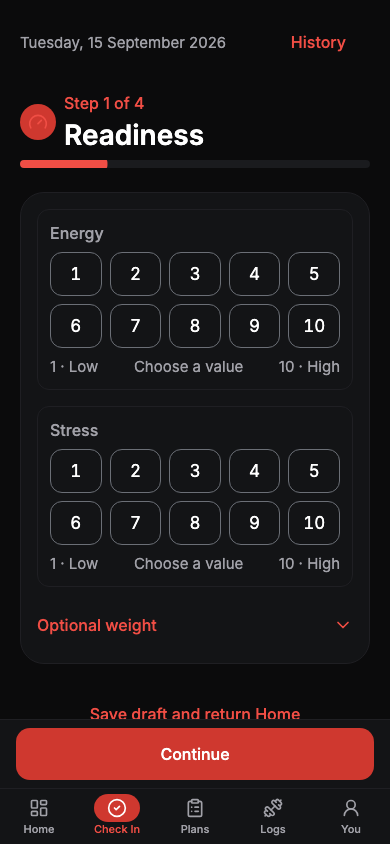 Tuesday, 15 September 2026
History
Step 1 of 4
Readiness
Energy
1 2 3 4 5
6 7 8 9 10
1 · Low Choose a value 10 · High
Stress
1 2 3 4 5
6 7 8 9 10
1 · Low Choose a value 10 · High
Optional weight
Save draft and return Home
Continue
Home Check In Plans Logs You